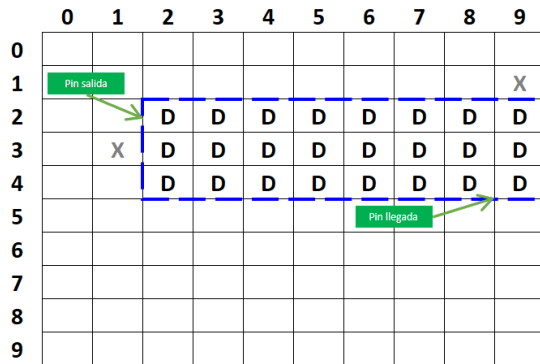 0 1 2 3 4 5 6 7 8 9
0
1 Pin salida X
2 D D D D D D D D
3 X D D D D D D D D
4 D D D D D D D D
5 Pin llegada
6
7
8
9